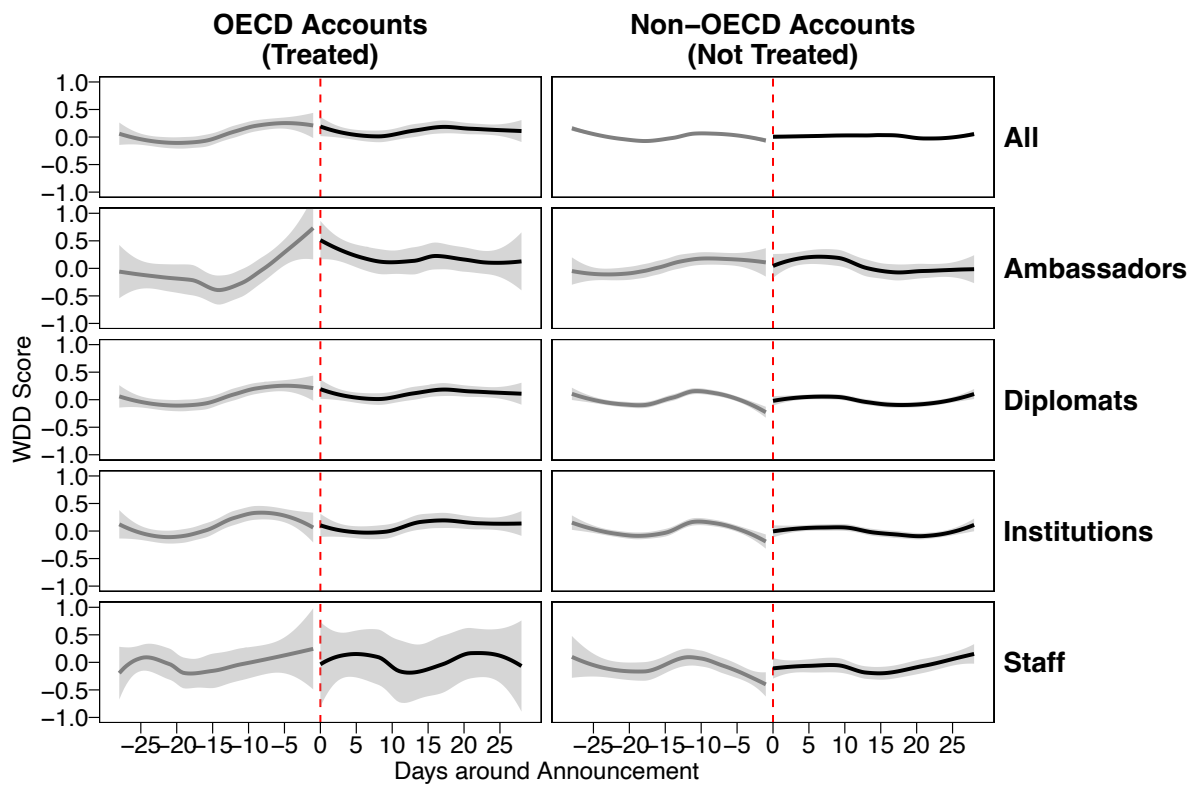 OECD Accounts
(Treated)
Non−OECD Accounts
(Not Treated)
WDD Score
1.0
0.5
0.0
−0.5
−1.0
All
1.0
0.5
0.0
−0.5
−1.0
Ambassadors
1.0
0.5
0.0
−0.5
−1.0
Diplomats
1.0
0.5
0.0
−0.5
−1.0
Institutions
1.0
0.5
0.0
−0.5
−1.0
Staff
−25 −20 −15 −10 −5 0 5 10 15 20 25
−25 −20 −15 −10 −5 0 5 10 15 20 25
Days around Announcement